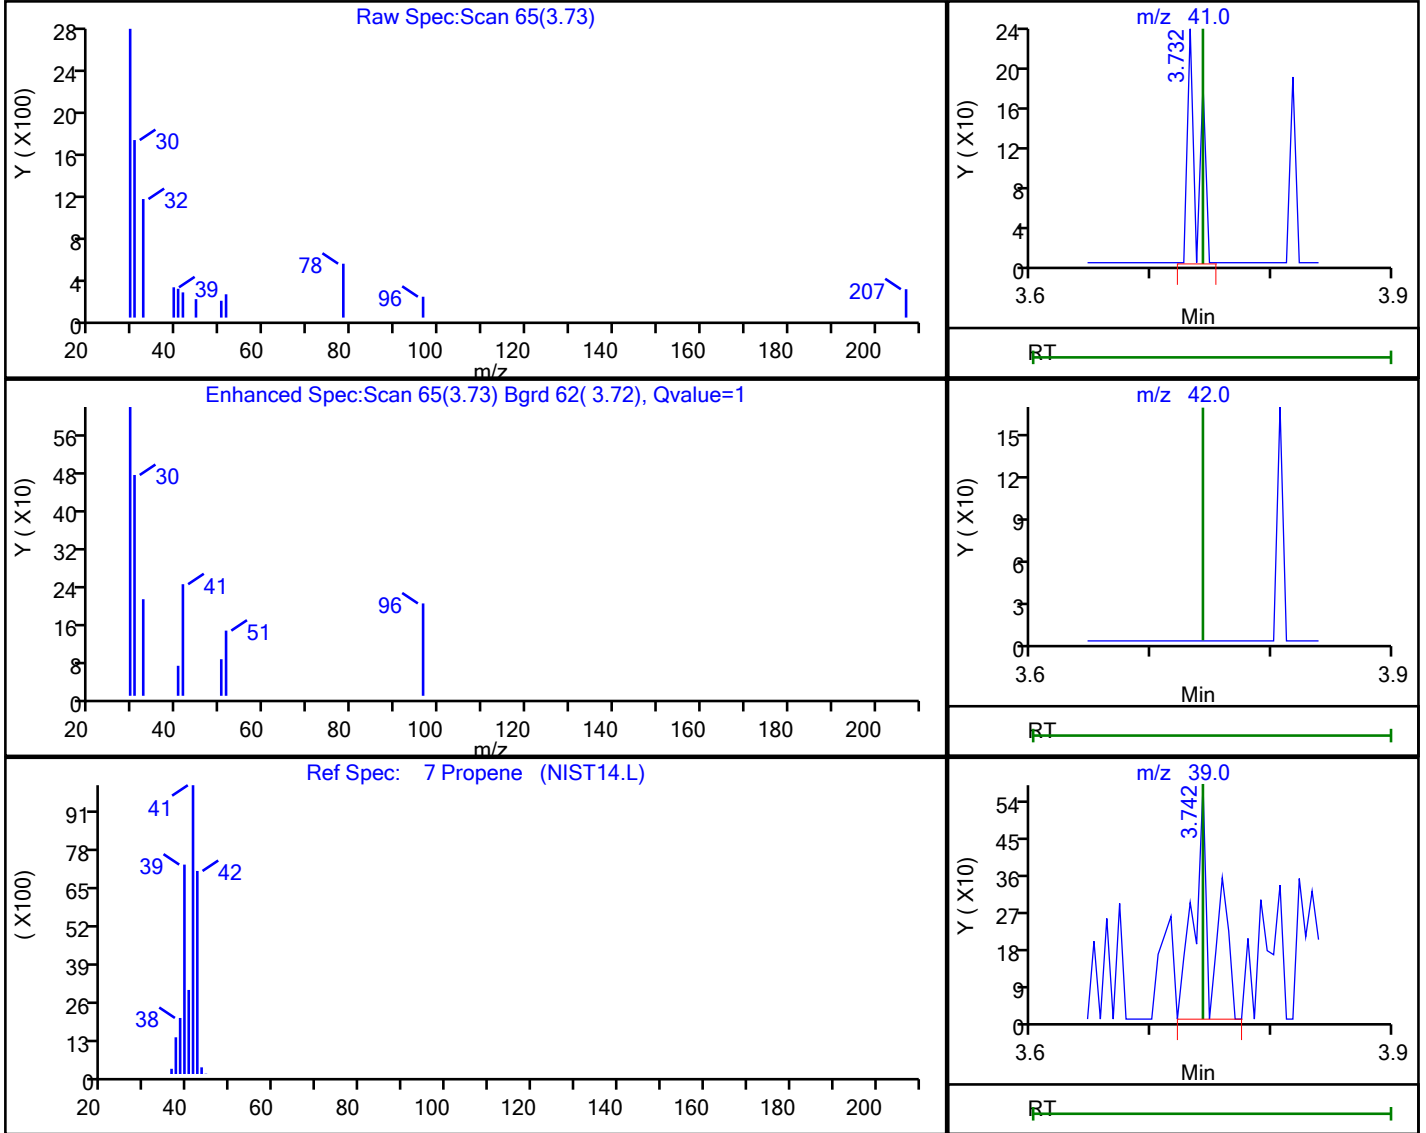 Raw Spec:Scan 65(3.73)
Y ( X100)
28
24
20
16
12
8
4
0
30
32
39
78
96
207
20 40 60 80 100 120 140 160 180 200
m/z
m/z 41.0
Y ( X10)
24
20
16
12
8
4
0
3.732
3.6 3.9
Min
RT
Enhanced Spec:Scan 65(3.73) Bgrd 62( 3.72), Qvalue=1
Y ( X10)
56
48
40
32
24
16
8
0
30
41
51
96
20 40 60 80 100 120 140 160 180 200
m/z
m/z 42.0
Y ( X10)
15
12
9
6
3
0
3.6 3.9
Min
RT
Ref Spec: 7 Propene (NIST14.L)
( X100)
91
78
65
52
39
26
13
0
41
39
42
38
20 40 60 80 100 120 140 160 180 200
m/z 39.0
Y ( X10)
54
45
36
27
18
9
0
3.742
3.6 3.9
Min
RT